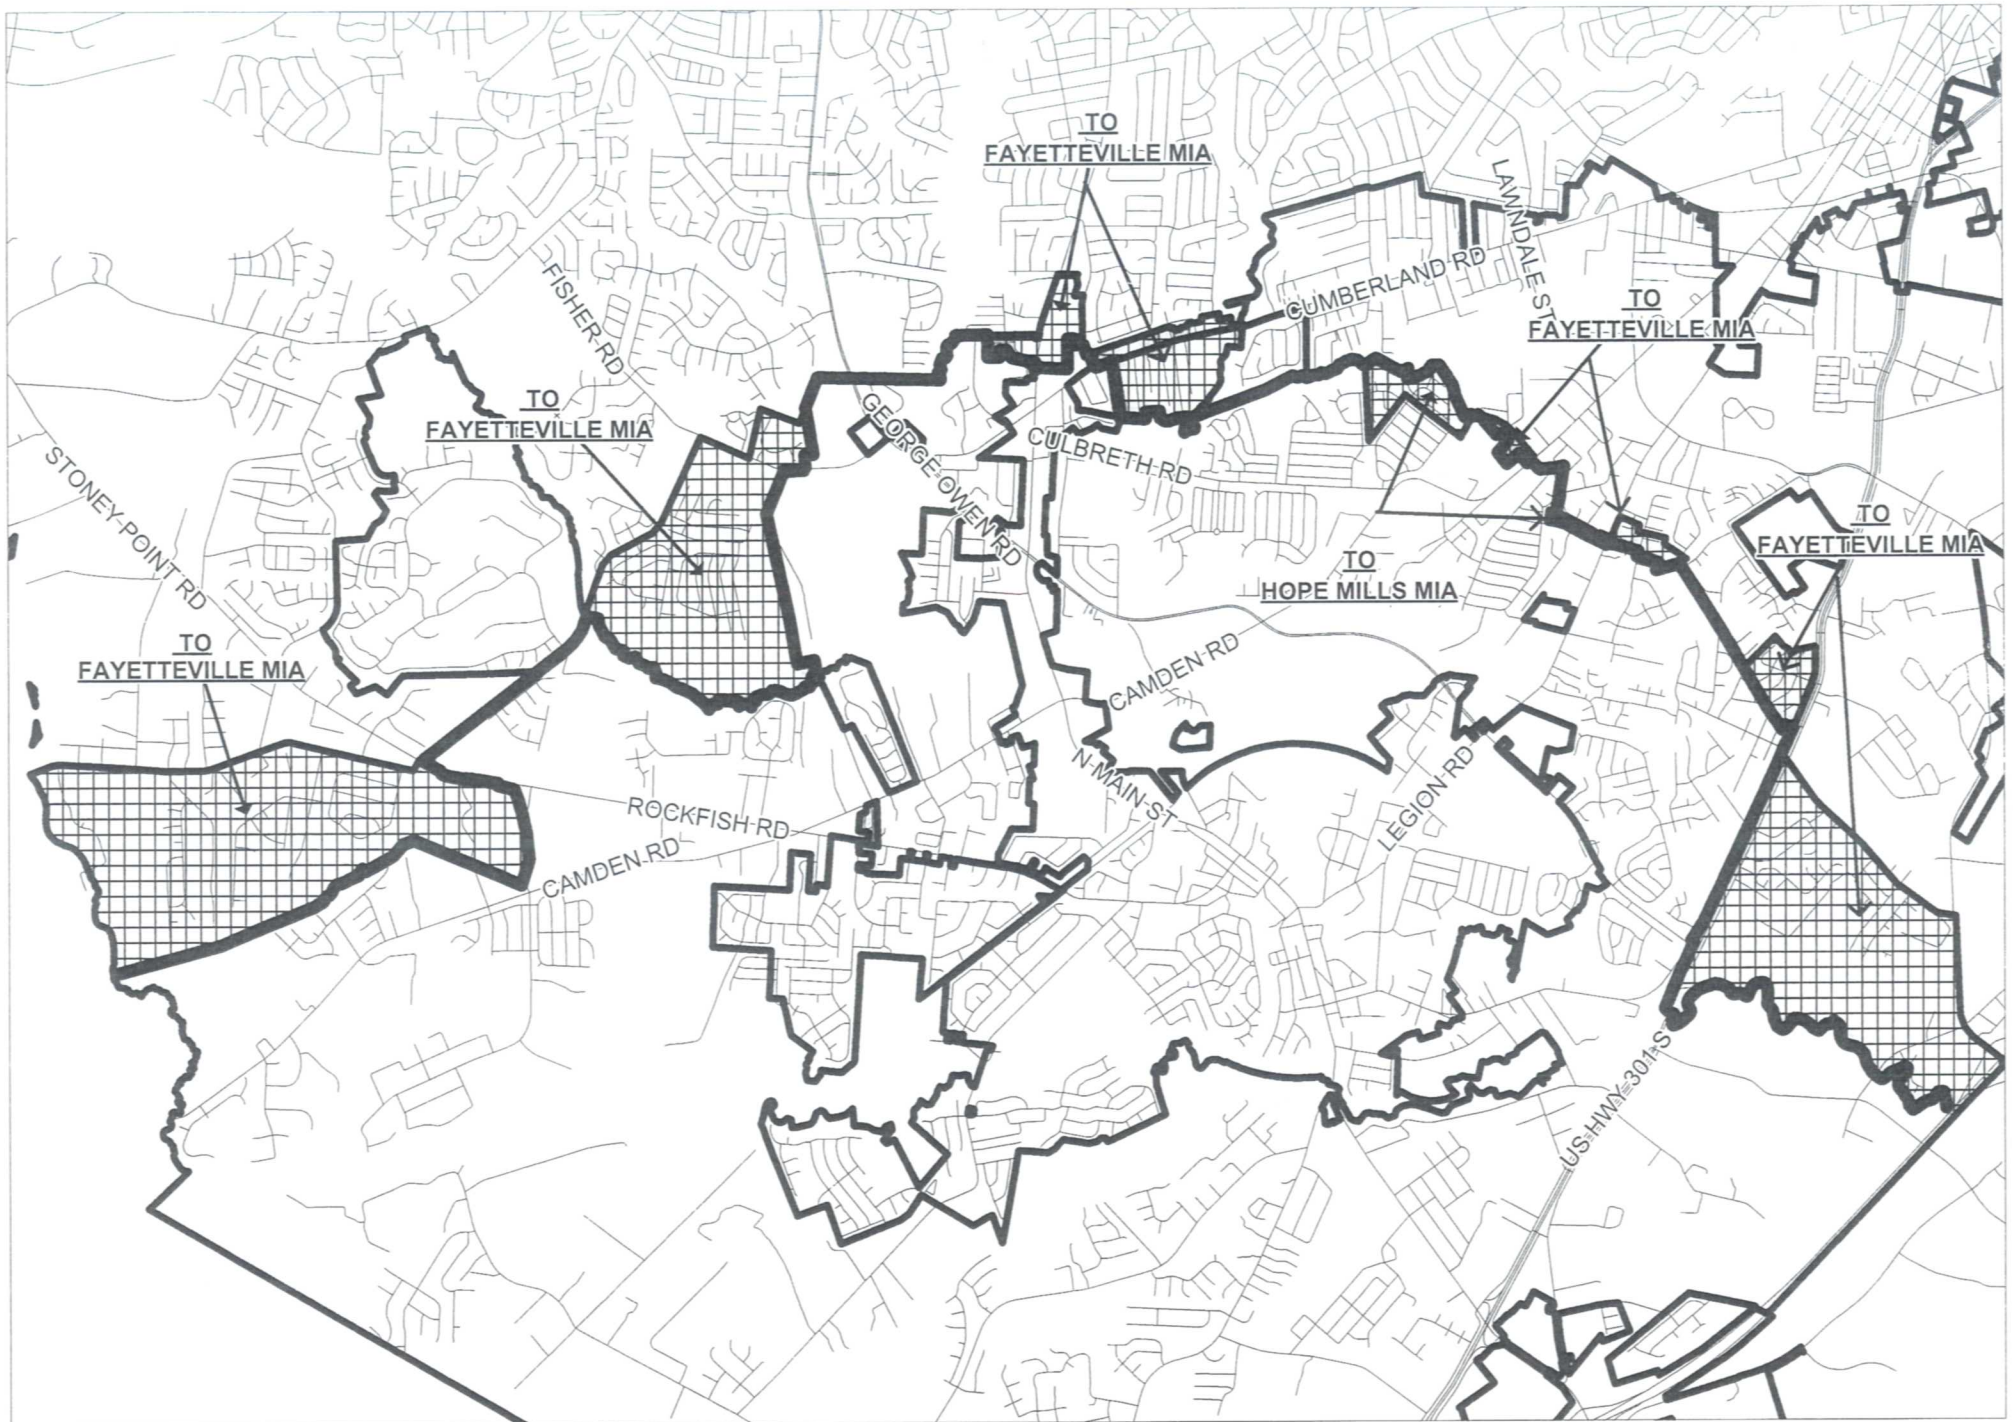 TO
FAYETTEVILLE MIA
LAWNDALE ST
CUMBERLAND RD
FISHER RD
TO
FAYETTEVILLE MIA
TO
FAYETTEVILLE MIA
GEORGE OWEN RD
CULBRETH RD
STONEY POINT RD
TO
FAYETTEVILLE MIA
TO
HOPE MILLS MIA
TO
FAYETTEVILLE MIA
CAMDEN RD
N MAIN ST
LEGION RD
ROCKFISH RD
CAMDEN RD
US HWY 301 S